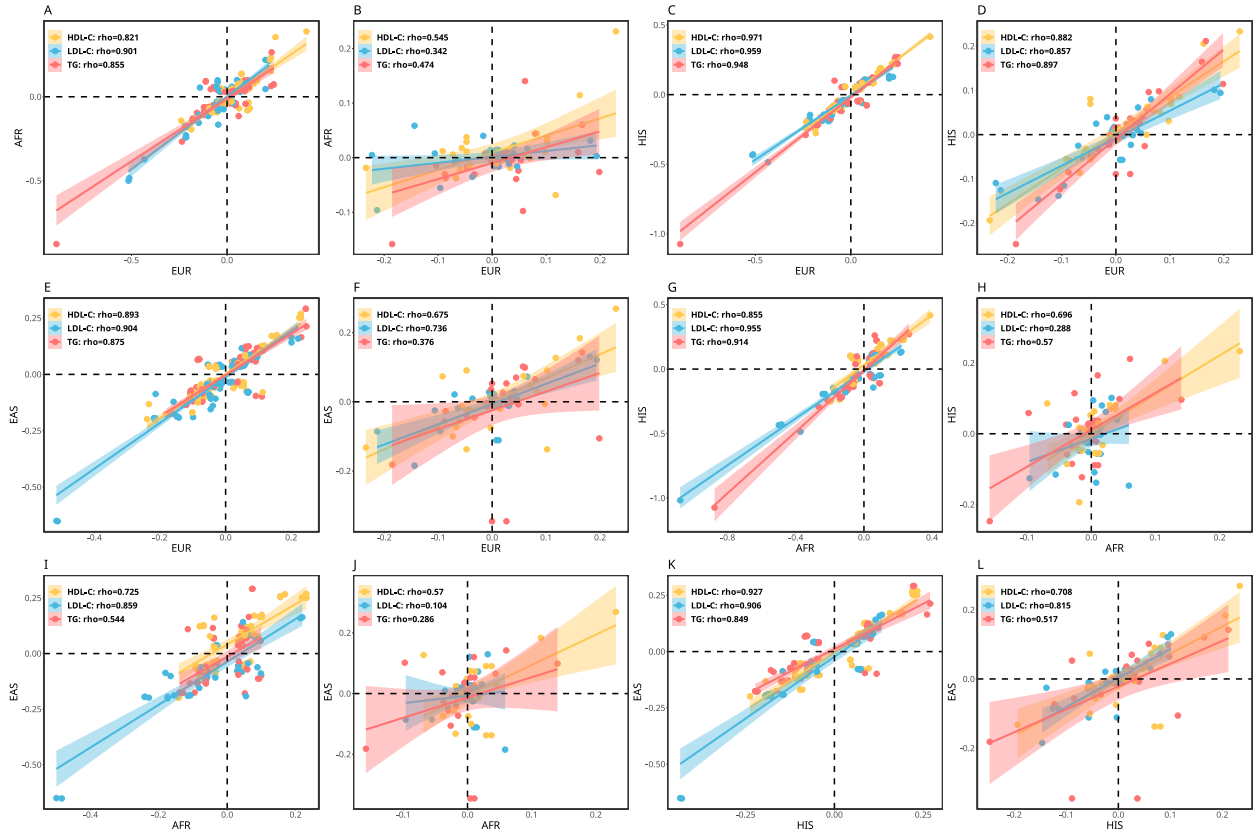 A
HDL-C: rho=0.821
LDL-C: rho=0.901
TG: rho=0.855
0.0
-0.5
AFR
-0.5
0.0
EUR
B
HDL-C: rho=0.545
LDL-C: rho=0.342
TG: rho=0.474
0.2
0.1
0.0
-0.1
AFR
-0.2
-0.1
0.0
0.1
0.2
EUR
C
HDL-C: rho=0.971
LDL-C: rho=0.959
TG: rho=0.948
0.5
0.0
-0.5
-1.0
HIS
-0.5
0.0
EUR
D
HDL-C: rho=0.882
LDL-C: rho=0.857
TG: rho=0.897
0.2
0.1
0.0
-0.1
-0.2
HIS
-0.2
-0.1
0.0
0.1
0.2
EUR
E
HDL-C: rho=0.893
LDL-C: rho=0.904
TG: rho=0.875
0.25
0.00
-0.25
-0.50
EAS
-0.4
-0.2
0.0
0.2
EUR
F
HDL-C: rho=0.675
LDL-C: rho=0.736
TG: rho=0.376
0.2
0.0
-0.2
EAS
-0.2
-0.1
0.0
0.1
0.2
EUR
G
HDL-C: rho=0.855
LDL-C: rho=0.955
TG: rho=0.914
0.5
0.0
-0.5
-1.0
HIS
-0.8
-0.4
0.0
0.4
AFR
H
HDL-C: rho=0.696
LDL-C: rho=0.288
TG: rho=0.57
0.2
0.0
-0.2
HIS
-0.1
0.0
0.1
0.2
AFR
I
HDL-C: rho=0.725
LDL-C: rho=0.859
TG: rho=0.544
0.25
0.00
-0.25
-0.50
EAS
-0.4
-0.2
0.0
0.2
AFR
J
HDL-C: rho=0.57
LDL-C: rho=0.104
TG: rho=0.286
0.2
0.0
-0.2
EAS
-0.1
0.0
0.1
0.2
AFR
K
HDL-C: rho=0.927
LDL-C: rho=0.906
TG: rho=0.849
0.25
0.00
-0.25
-0.50
EAS
-0.25
0.00
0.25
HIS
L
HDL-C: rho=0.708
LDL-C: rho=0.815
TG: rho=0.517
0.2
0.0
-0.2
EAS
-0.2
-0.1
0.0
0.1
0.2
HIS